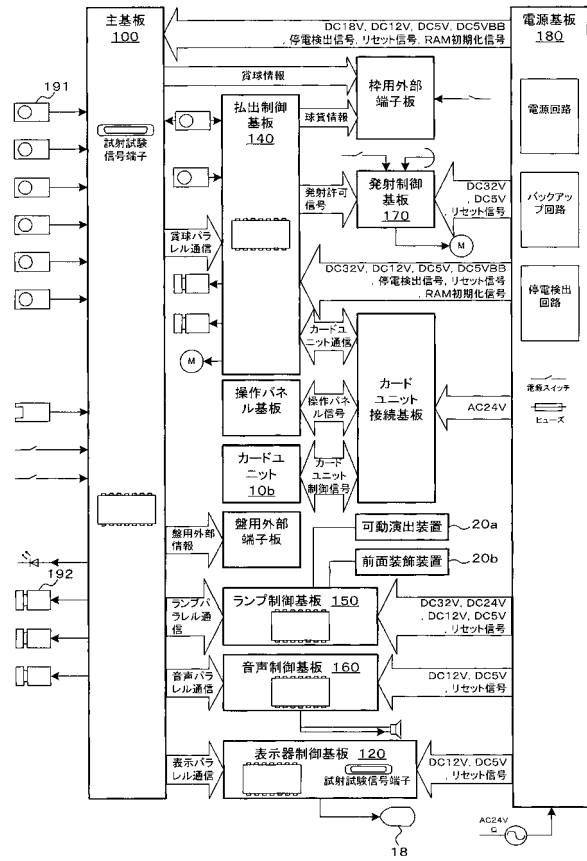 主基板
100
電源基板
180
DC18V, DC12V, DC5V, DC5VBB
, 停電検出信号, リセット信号, RAM初期化信号
191
賞球情報
枠用外部
端子板
払出制御
基板
140
球貸情報
電源回路
試射試験
信号端子
発射許可
信号
発射制御
基板
170
DC32V
, DC5V
, リセット信号
バックアッ
プ回路
M
賞球パラ
レル通信
DC32V, DC12V, DC5V, DC5VBB
, 停電検出信号, リセット信号
, RAM初期化信号
停電検出
回路
カードユ
ニット通信
M
操作パ
ネル基板
操作パネ
ル信号
カード
ユニット
接続基板
AC24V
電源スイッチ
ヒューズ
カードユ
ニット
10b
カード
ユニット
制御信号
盤用外部
情報
盤用外部
端子板
可動演出装置
20a
前面装飾装置
20b
192
ランプパ
ラレル通
信
ランプ制御基板 150
DC32V, DC24V
, DC12V, DC5V
, リセット信号
音声パラ
レル通信
音声制御基板 160
DC12V, DC5V
, リセット信号
表示パラ
レル通信
表示器制御基板 120
試射試験信号端子
DC12V, DC5V
, リセット信号
18
AC24V